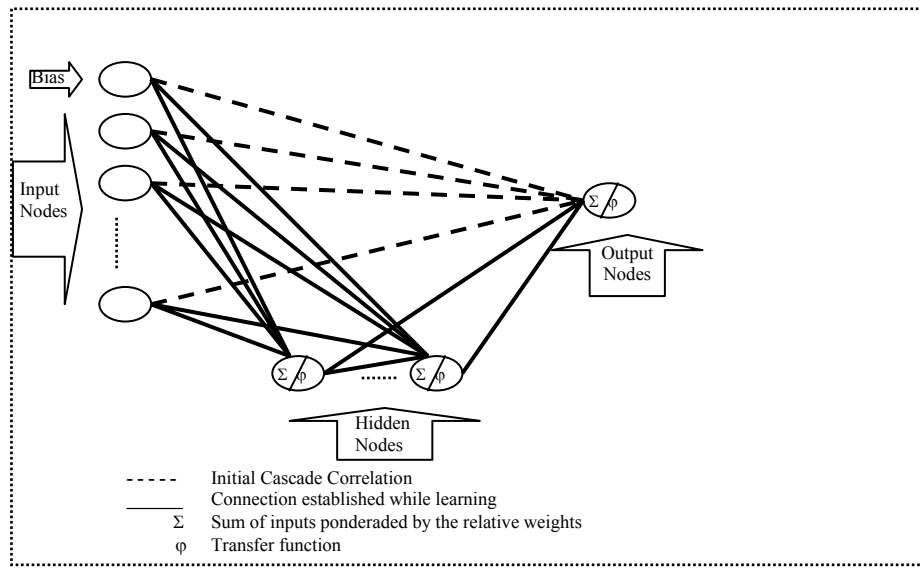 Bias
Input
Nodes
Σ φ
Output
Nodes
Σ φ
Σ φ
Hidden
Nodes
Initial Cascade Correlation
Connection established while learning
Σ Sum of inputs ponderaded by the relative weights
φ Transfer function